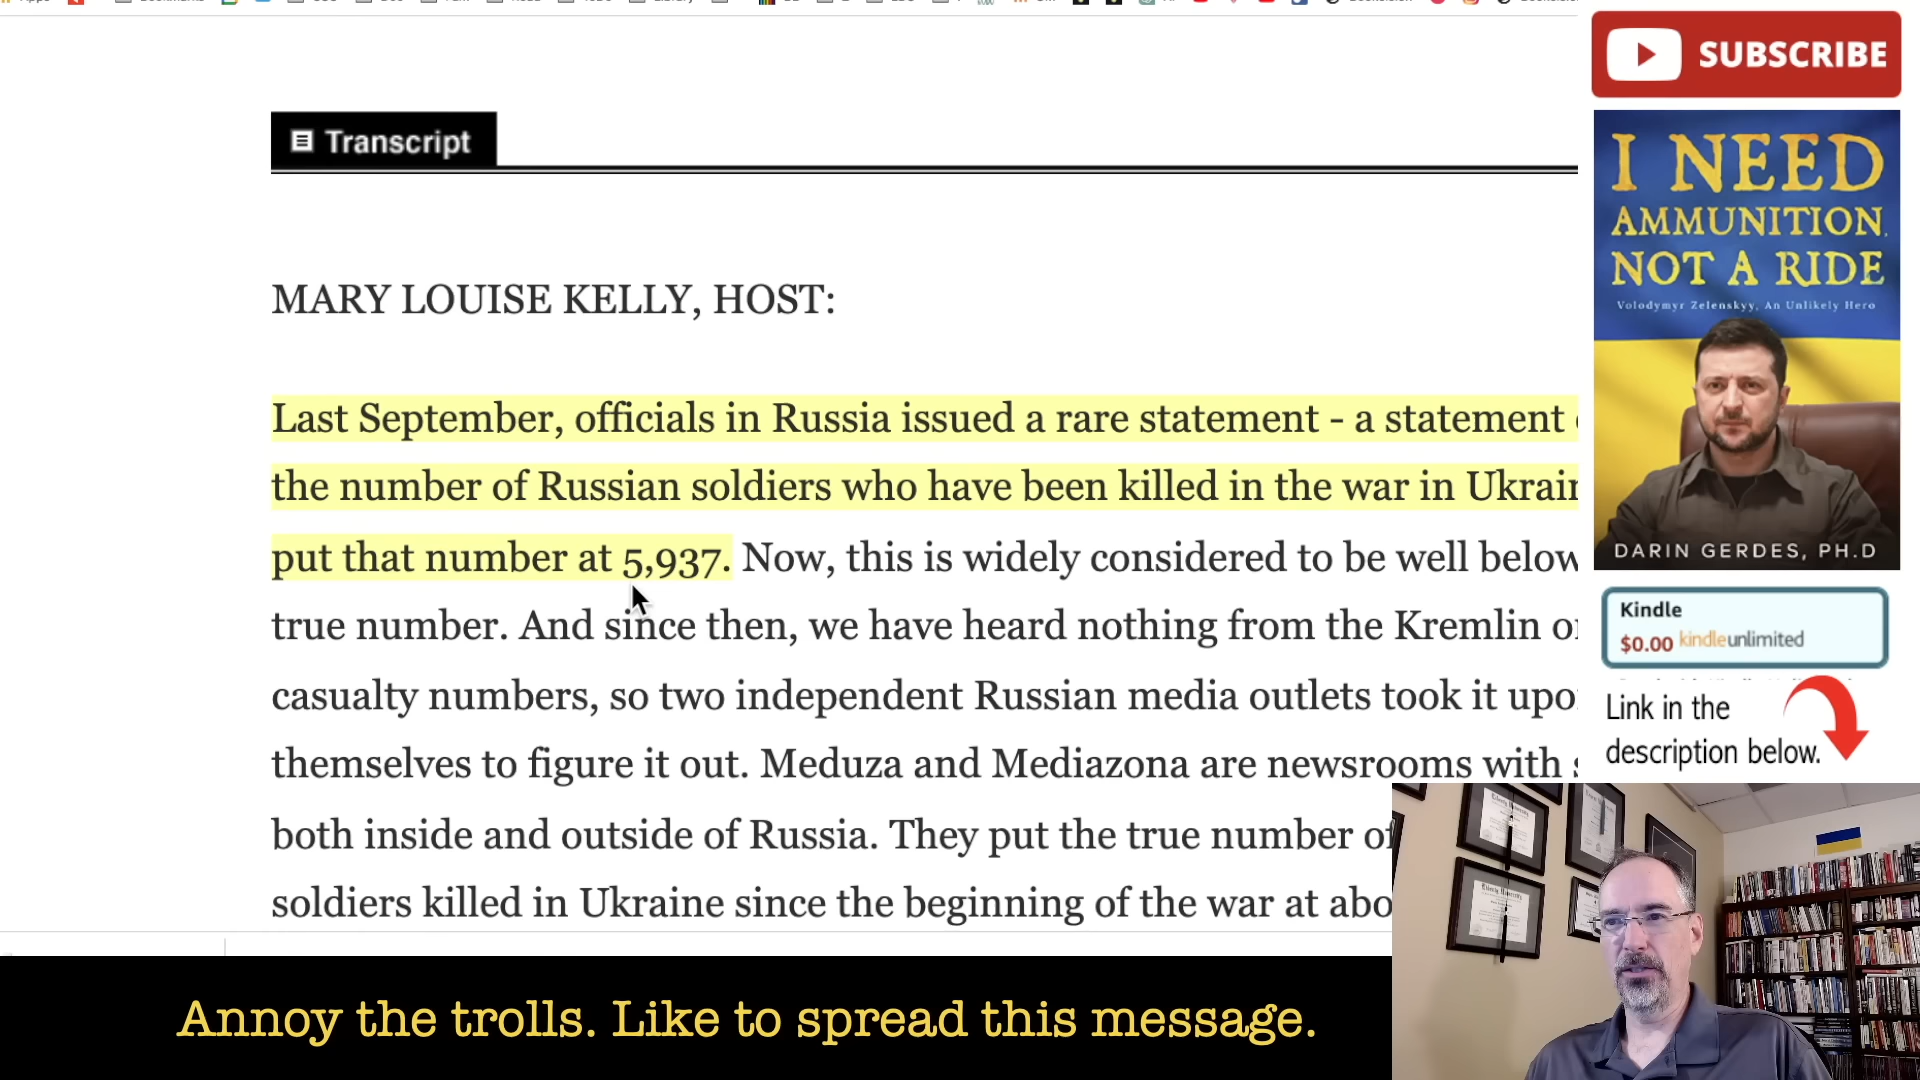 SUBSCRIBE
Transcript
MARY LOUISE KELLY, HOST:
Last September, officials in Russia issued a rare statement - a statement
the number of Russian soldiers who have been killed in the war in
put that number at 5,937. Now, this is widely considered to be well below
true number. And since then, we have heard nothing from the Kremlin
casualty numbers, so two independent Russian media outlets took it
themselves to figure it out. Meduza and Mediazona are newsrooms with
both inside and outside of Russia. They put the true number of
soldiers killed in Ukraine since the beginning of the war at
I NEED
AMMUNITION,
NOT A RIDE
Volodymyr Zelenskyy, An Unlikely Hero
DARIN GERDES, PH.D
Kindle
$0.00 kindleunlimited
Link in the
description below.
Annoy the trolls. Like to spread this message.